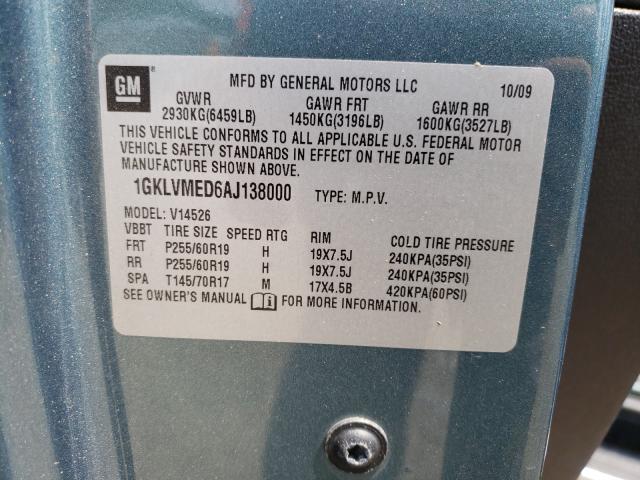 GM
MFD BY GENERAL MOTORS LLC 10/09
GVWR GAWR FRT GAWR RR
2930KG(6459LB) 1450KG(3196LB) 1600KG(3527LB)
THIS VEHICLE CONFORMS TO ALL APPLICABLE U.S. FEDERAL MOTOR
VEHICLE SAFETY STANDARDS IN EFFECT ON THE DATE OF
MANUFACTURE SHOWN ABOVE.
1GKLVMED6AJ138000 TYPE: M.P.V.
MODEL: V14526
VBBT TIRE SIZE SPEED RTG RIM COLD TIRE PRESSURE
FRT P255/60R19 H 19X7.5J 240KPA(35PSI)
RR P255/60R19 H 19X7.5J 240KPA(35PSI)
SPA T145/70R17 M 17X4.5B 420KPA(60PSI)
SEE OWNER'S MANUAL FOR MORE INFORMATION.